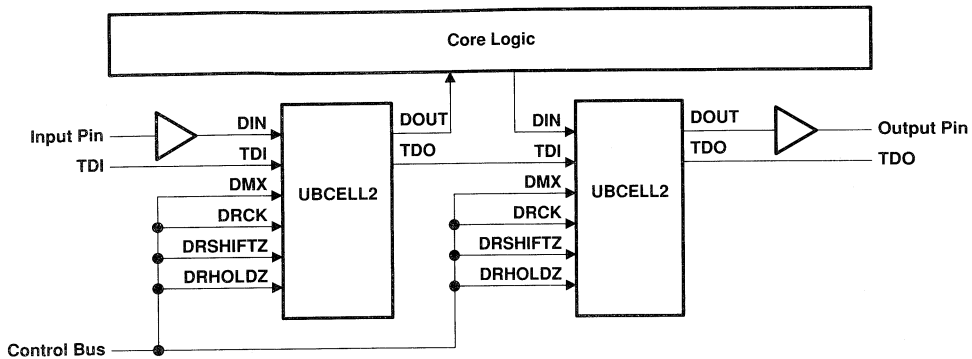 Core Logic
Input Pin
TDI
DIN
TDI
DMX
DRCK
DRSHIFTZ
DRHOLDZ
UBCELL2
DOUT
TDO
DIN
TDI
DMX
DRCK
DRSHIFTZ
DRHOLDZ
UBCELL2
DOUT
TDO
Output Pin
TDO
Control Bus